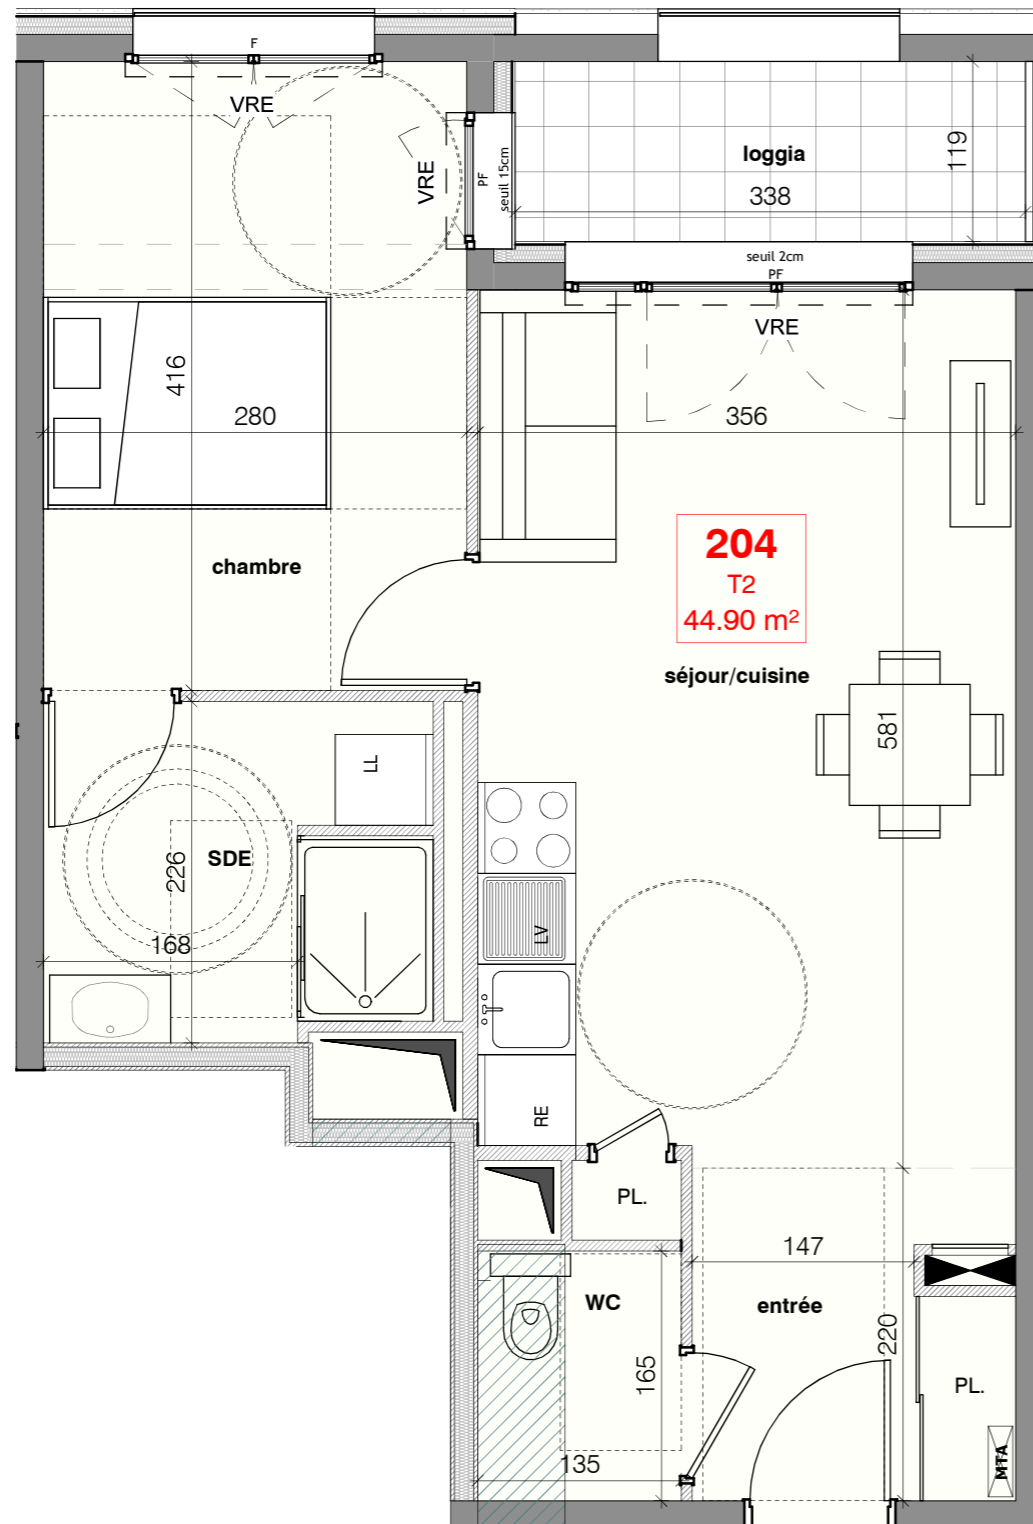 F
VRE
VRE
PF
seuil 15cm
loggia
119
338
seuil 2cm
PF
VRE
416
280
356
204
T2
44.90 m²
chambre
séjour/cuisine
581
LL
SDE
226
168
LV
RE
PL.
147
WC
entrée
165
220
PL.
135
MTA